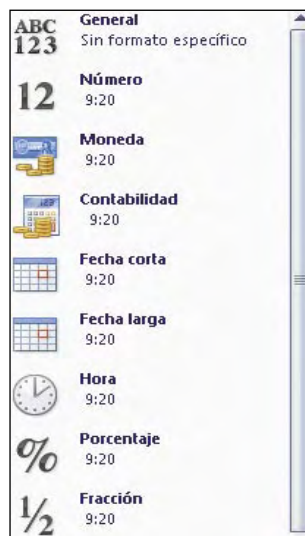 ABC
123
General
Sin formato específico
12
Número
9:20
Moneda
9:20
Contabilidad
9:20
Fecha corta
9:20
Fecha larga
9:20
Hora
9:20
%
Porcentaje
9:20
½
Fracción
9:20